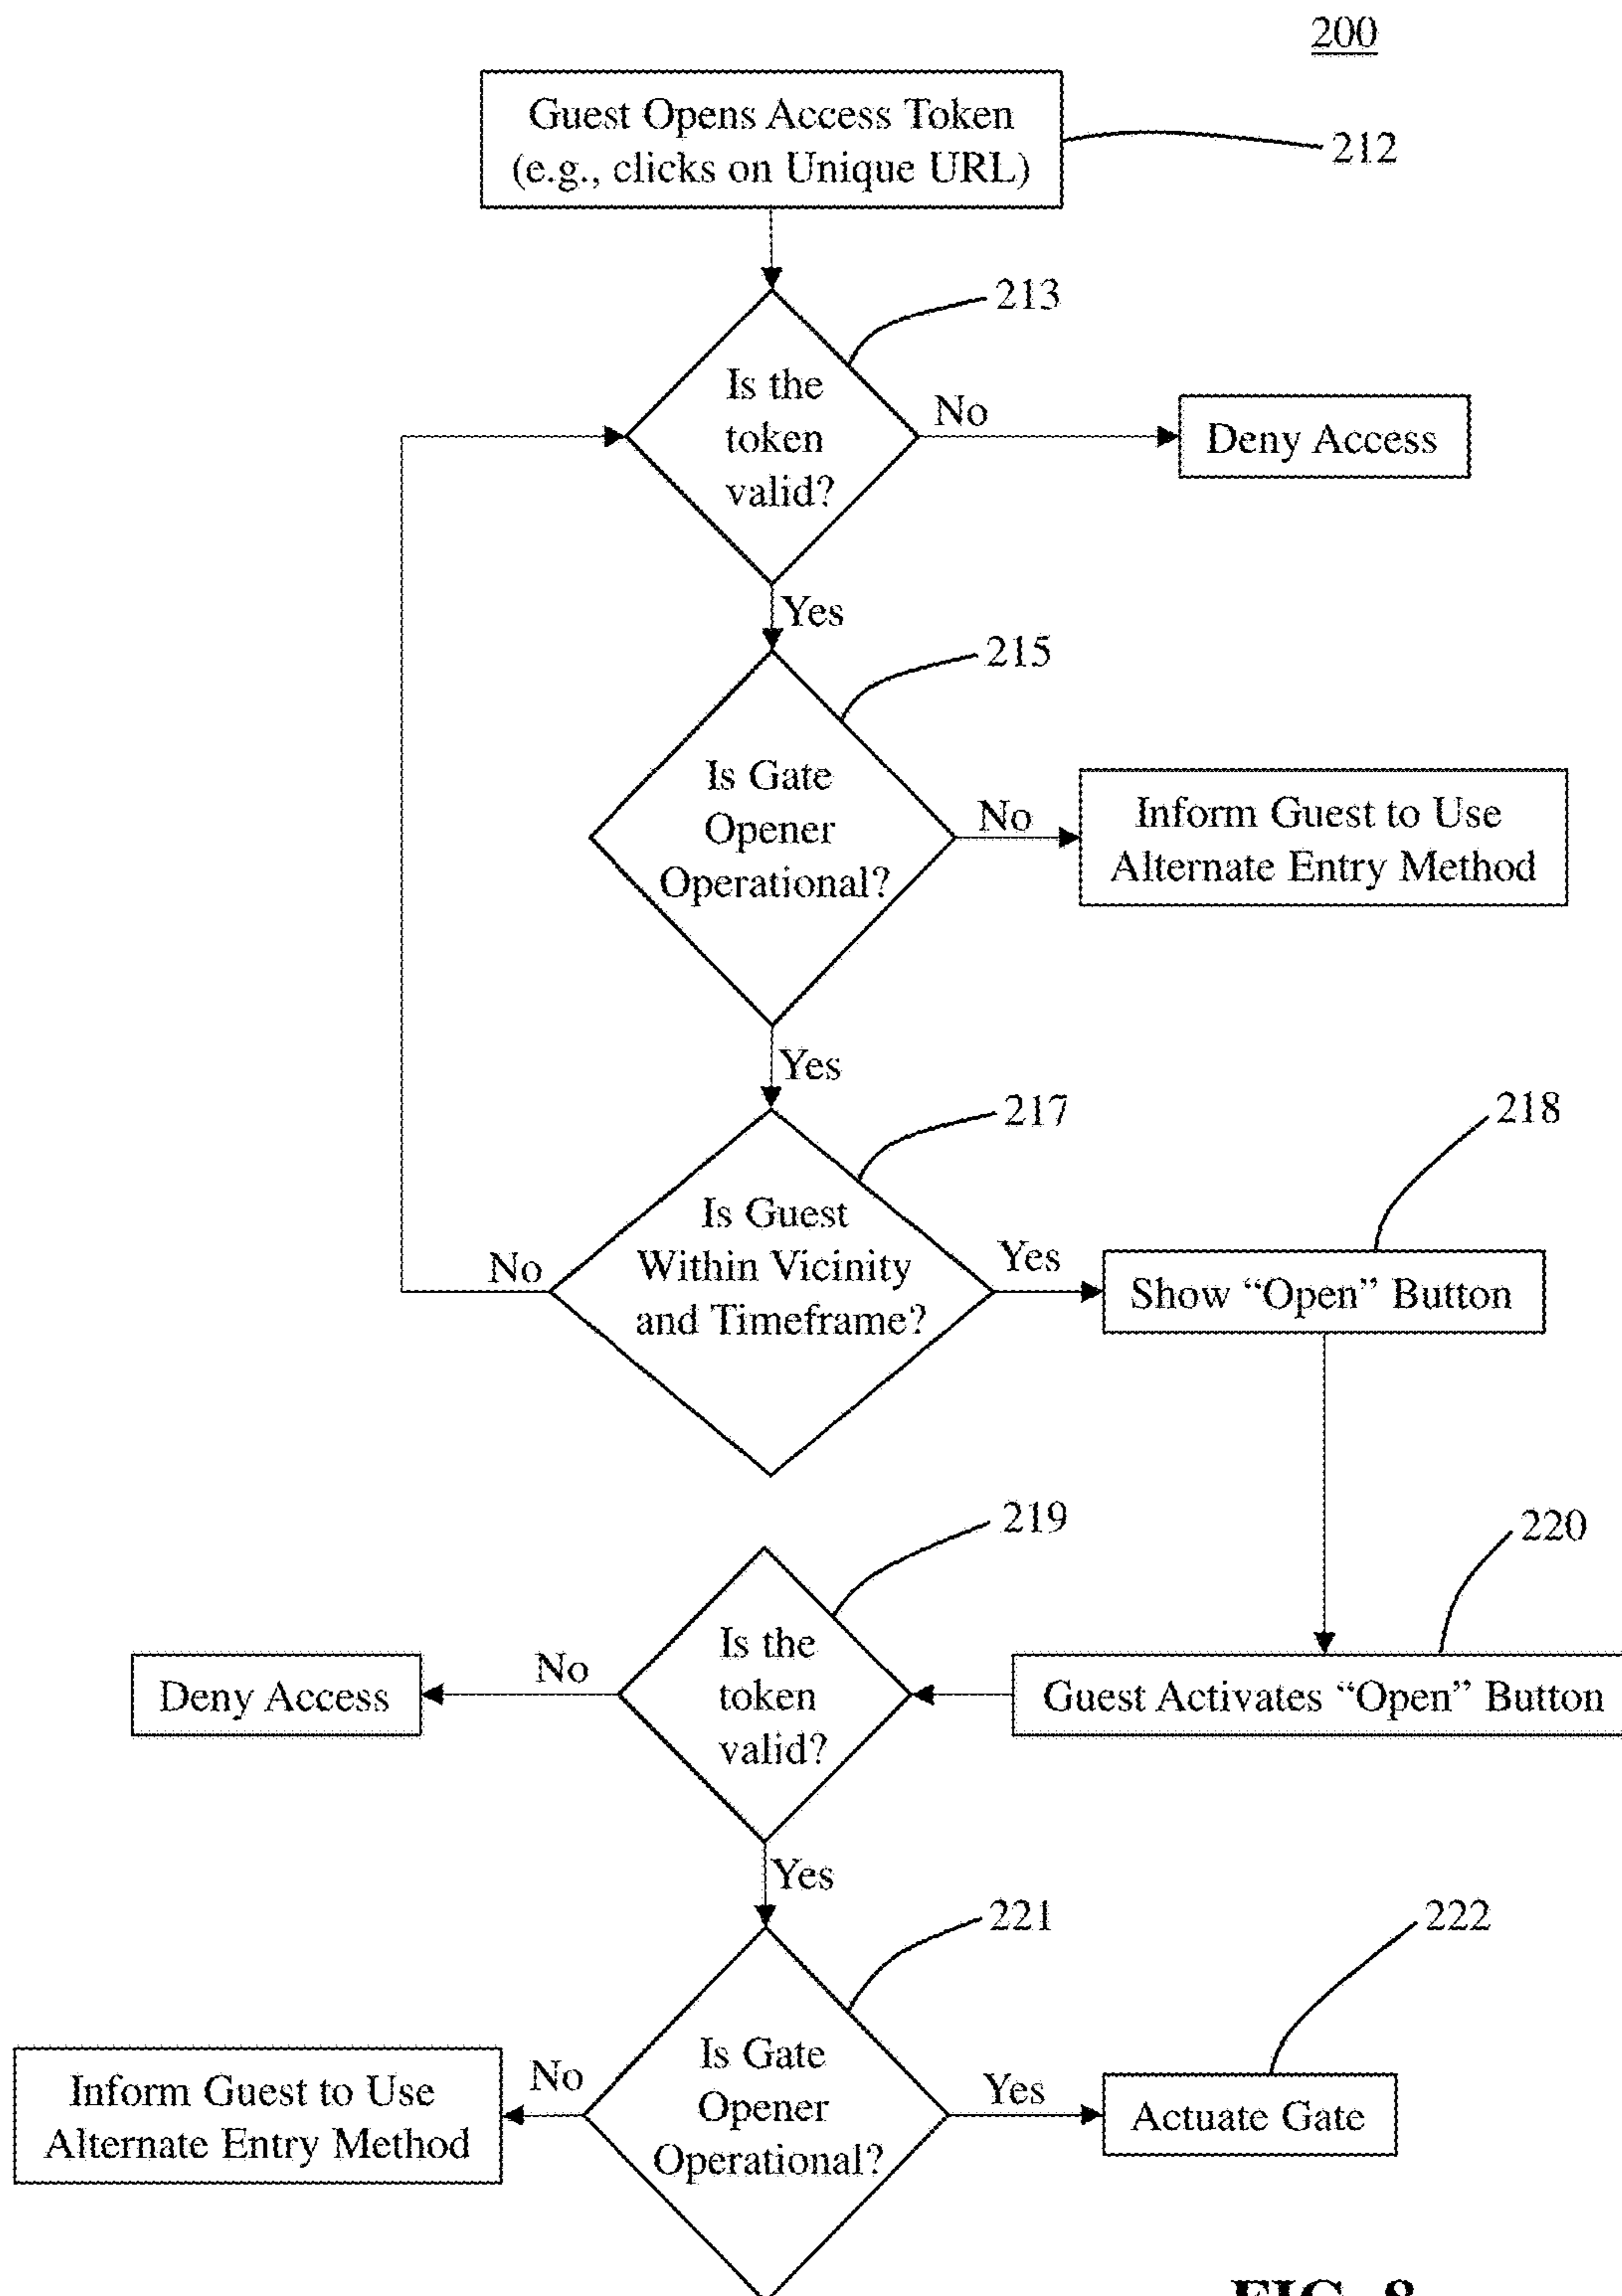 200
Guest Opens Access Token
(e.g., clicks on Unique URL)
212
213
Is the
token
valid?
No
Deny Access
Yes
215
Is Gate
Opener
Operational?
No
Inform Guest to Use
Alternate Entry Method
Yes
217
218
Is Guest
Within Vicinity
and Timeframe?
No
Yes
Show “Open” Button
219
220
Is the
token
valid?
No
Deny Access
Guest Activates “Open” Button
Yes
221
222
Is Gate
Opener
Operational?
No
Inform Guest to Use
Alternate Entry Method
Yes
Actuate Gate
FIG. 8